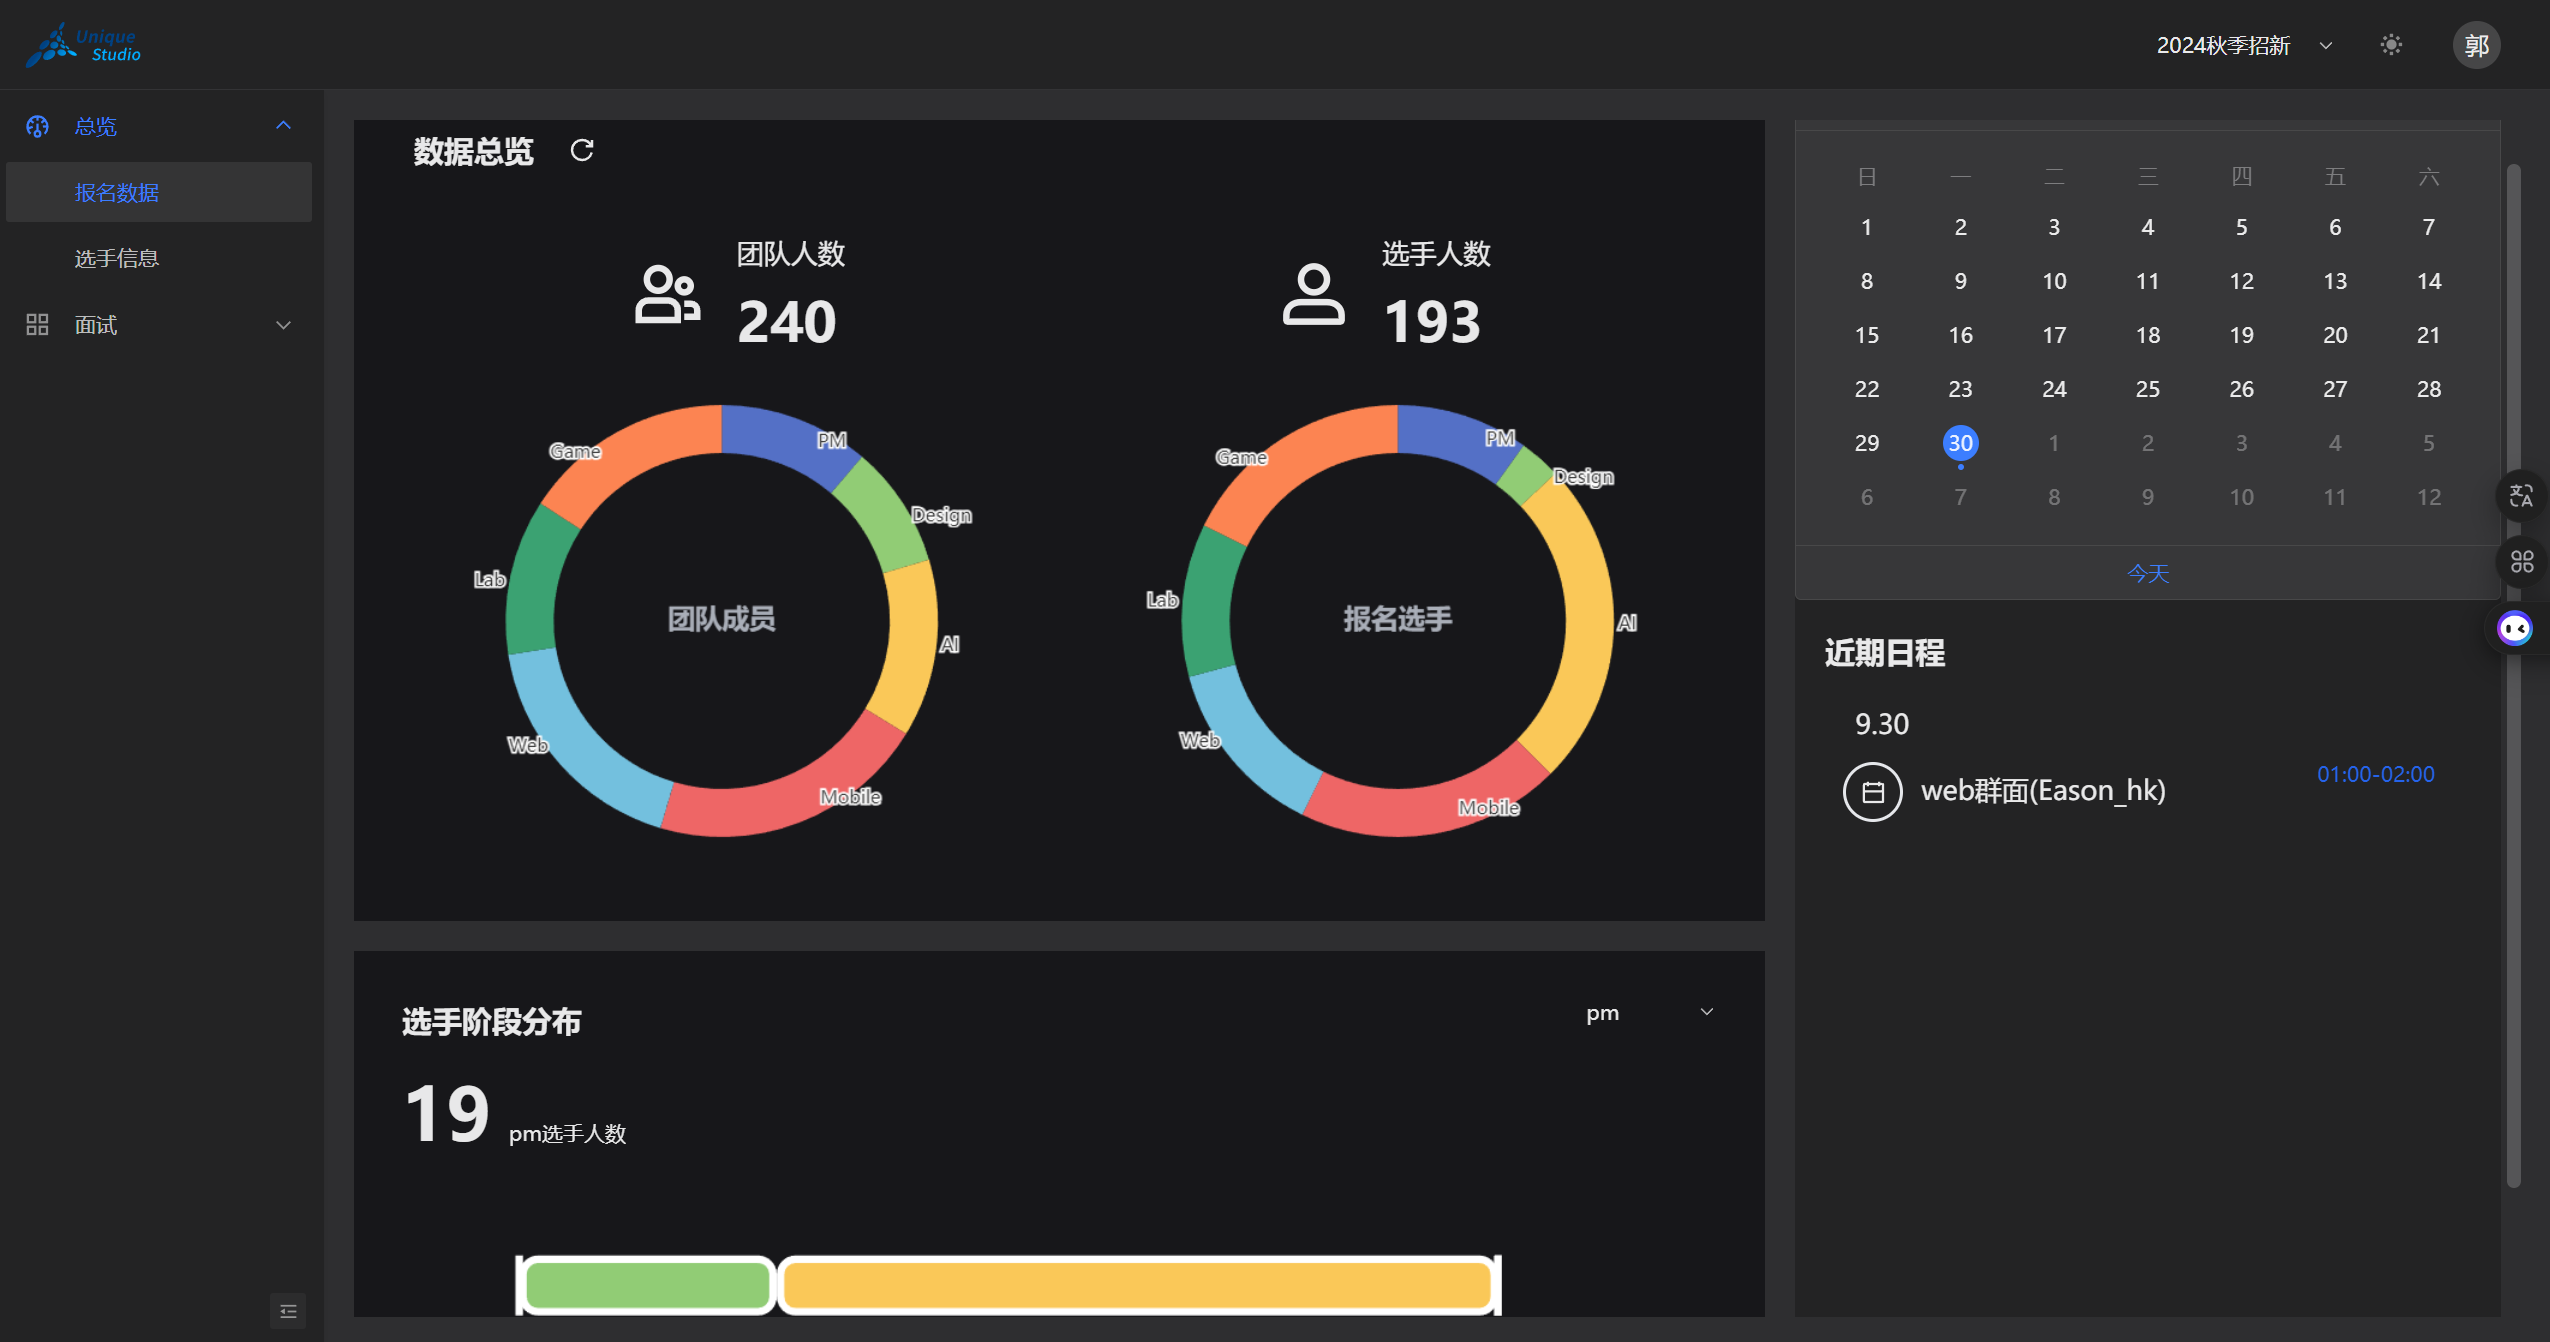 Unique
Studio
2024秋季招新
郭
总览
报名数据
选手信息
面试
数据总览
团队人数
240
选手人数
193
PM
Design
AI
Mobile
Web
Lab
Game
团队成员
PM
Design
AI
Mobile
Web
Lab
Game
报名选手
选手阶段分布
pm
19 pm选手人数
日 一 二 三 四 五 六
1 2 3 4 5 6 7
8 9 10 11 12 13 14
15 16 17 18 19 20 21
22 23 24 25 26 27 28
29 30 1 2 3 4 5
6 7 8 9 10 11 12
今天
近期日程
9.30
web群面(Eason_hk) 01:00-02:00